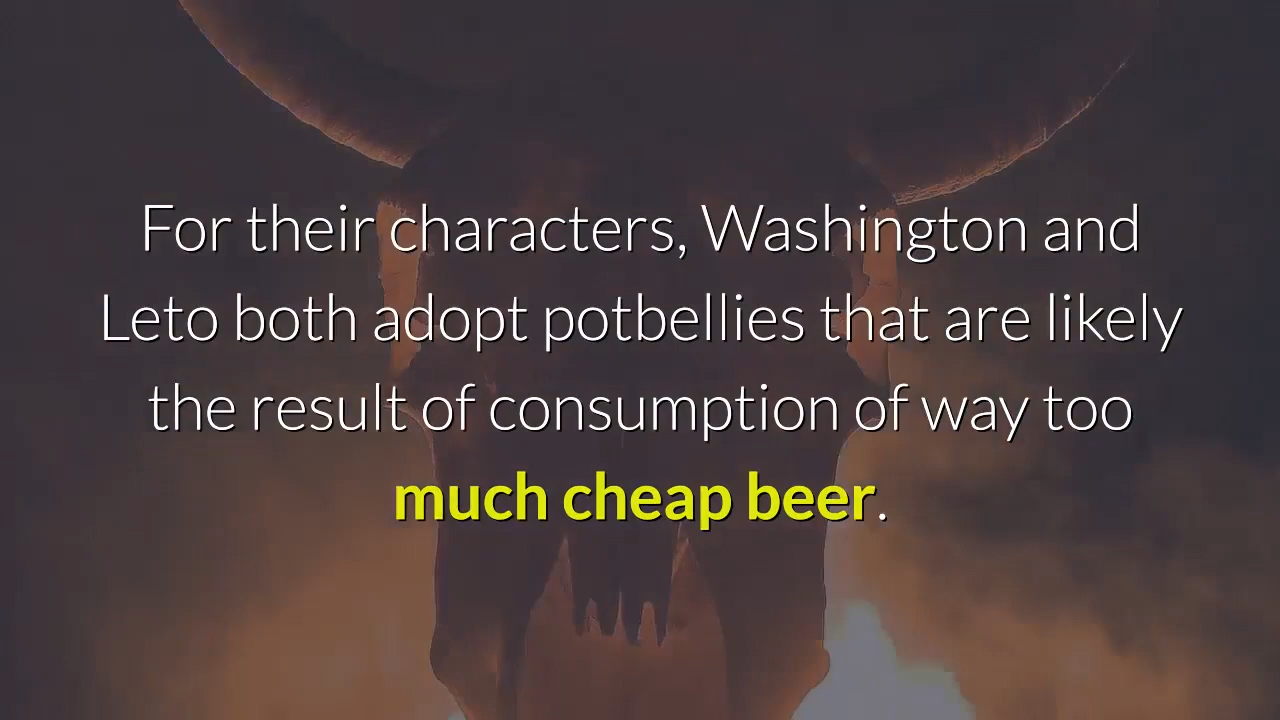 For their characters, Washington and
Leto both adopt potbellies that are likely
the result of consumption of way too
much cheap beer.